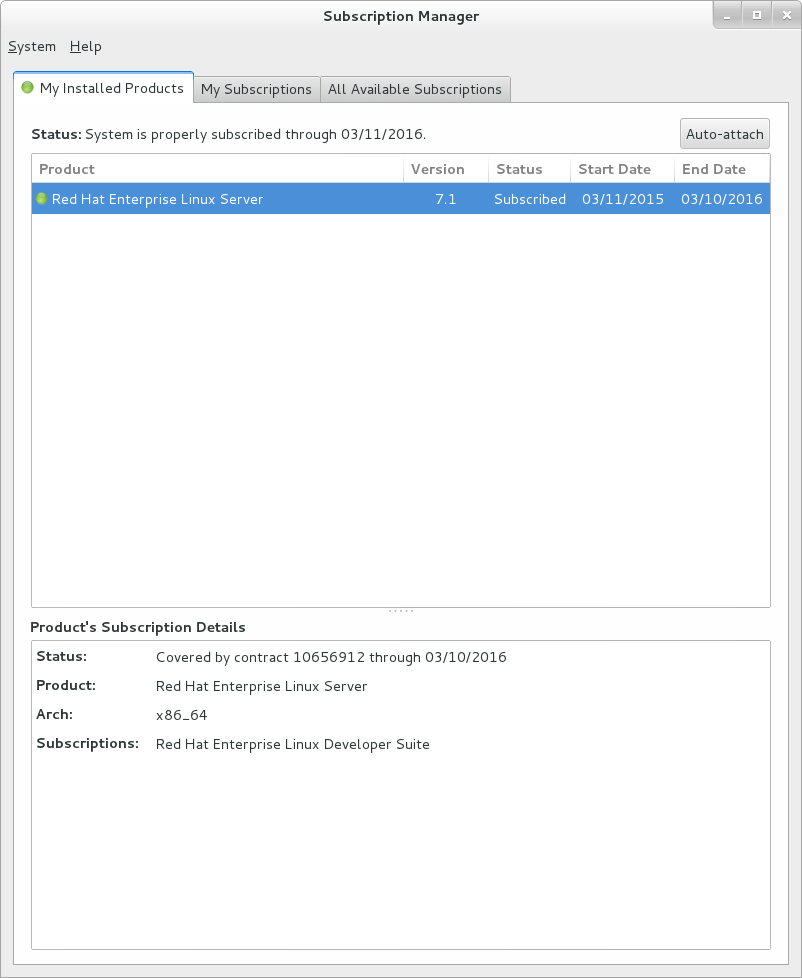 Subscription Manager
System Help
My Installed Products My Subscriptions All Available Subscriptions
Status: System is properly subscribed through 03/11/2016. Auto-attach
Product Version Status Start Date End Date
Red Hat Enterprise Linux Server 7.1 Subscribed 03/11/2015 03/10/2016
Product's Subscription Details
Status: Covered by contract 10656912 through 03/10/2016
Product: Red Hat Enterprise Linux Server
Arch: x86_64
Subscriptions: Red Hat Enterprise Linux Developer Suite